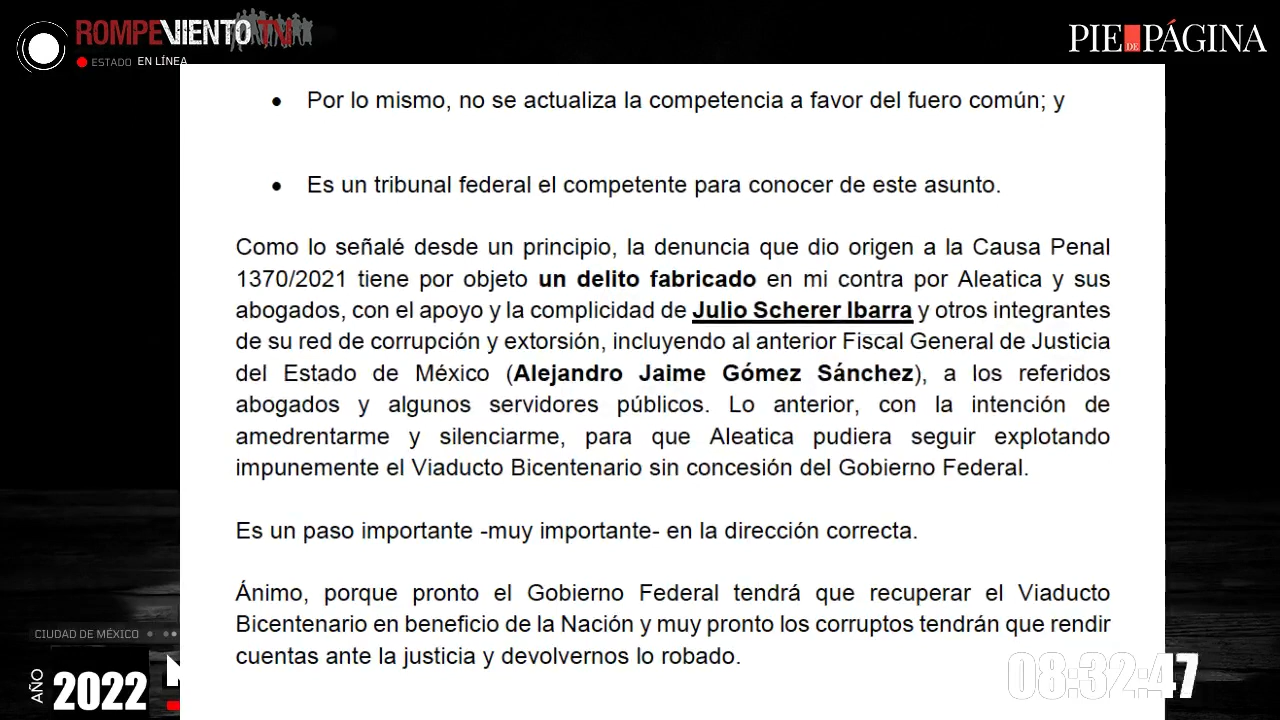 ROMPEVIENTO TV
ESTADO EN LÍNEA
PIE DE PÁGINA
• Por lo mismo, no se actualiza la competencia a favor del fuero común; y
• Es un tribunal federal el competente para conocer de este asunto.
Como lo señalé desde un principio, la denuncia que dio origen a la Causa Penal
1370/2021 tiene por objeto un delito fabricado en mi contra por Aleatica y sus
abogados, con el apoyo y la complicidad de Julio Scherer Ibarra y otros integrantes
de su red de corrupción y extorsión, incluyendo al anterior Fiscal General de Justicia
del Estado de México (Alejandro Jaime Gómez Sánchez), a los referidos
abogados y algunos servidores públicos. Lo anterior, con la intención de
amedrentarme y silenciarme, para que Aleatica pudiera seguir explotando
impunemente el Viaducto Bicentenario sin concesión del Gobierno Federal.
Es un paso importante -muy importante- en la dirección correcta.
Ánimo, porque pronto el Gobierno Federal tendrá que recuperar el Viaducto
Bicentenario en beneficio de la Nación y muy pronto los corruptos tendrán que rendir
cuentas ante la justicia y devolvernos lo robado.
CIUDAD DE MÉXICO
AÑO 2022
08:32:47